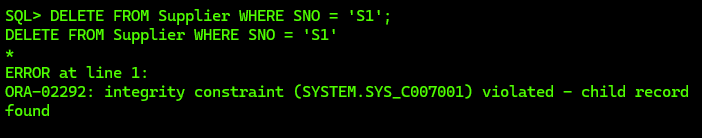 SQL> DELETE FROM Supplier WHERE SNO = 'S1';
DELETE FROM Supplier WHERE SNO = 'S1'
*
ERROR at line 1:
ORA-02292: integrity constraint (SYSTEM.SYS_C007001) violated - child record
found